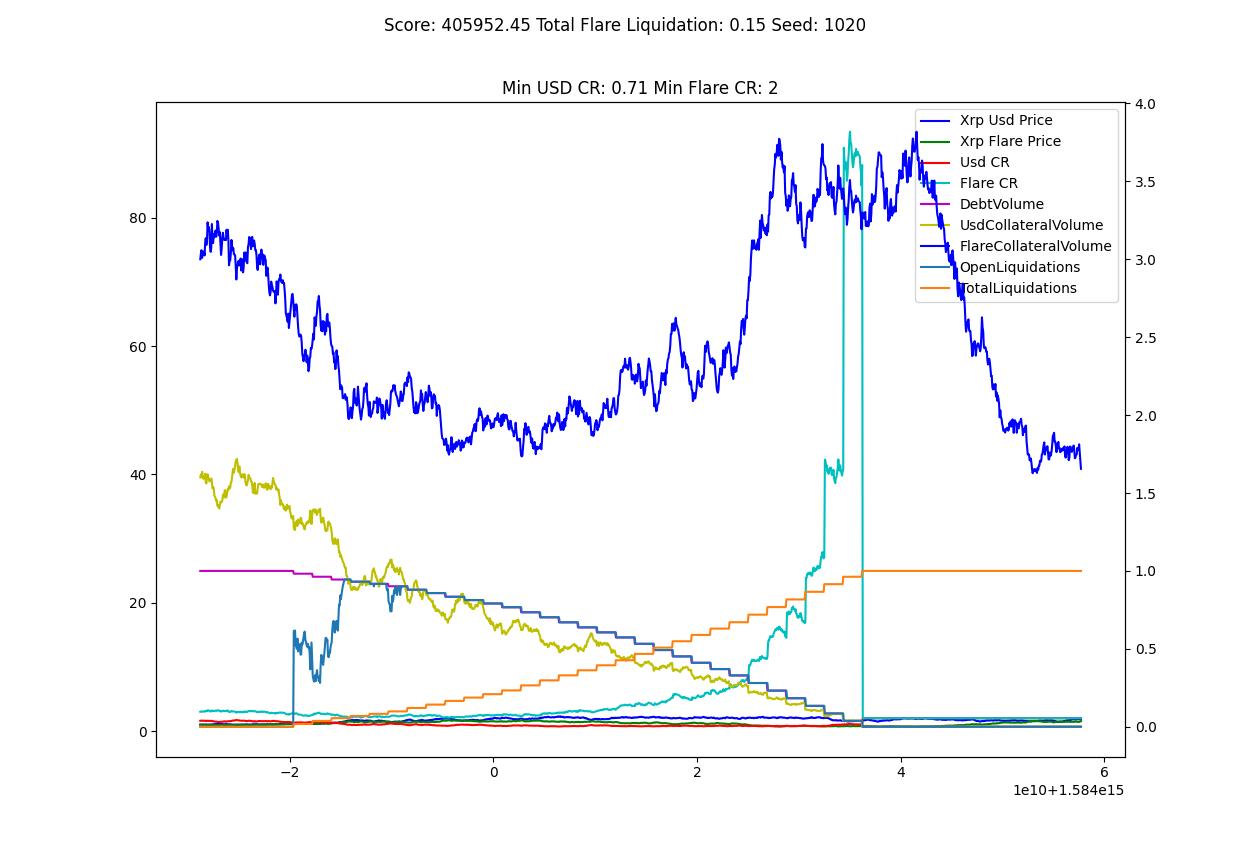 Score: 405952.45 Total Flare Liquidation: 0.15 Seed: 1020
Min USD CR: 0.71 Min Flare CR: 2
Xrp Usd Price
Xrp Flare Price
Usd CR
Flare CR
DebtVolume
UsdCollateralVolume
FlareCollateralVolume
OpenLiquidations
TotalLiquidations
80
60
40
20
0
4.0
3.5
3.0
2.5
2.0
1.5
1.0
0.5
0.0
−2 0 2 4 6
1e10+1.584e15